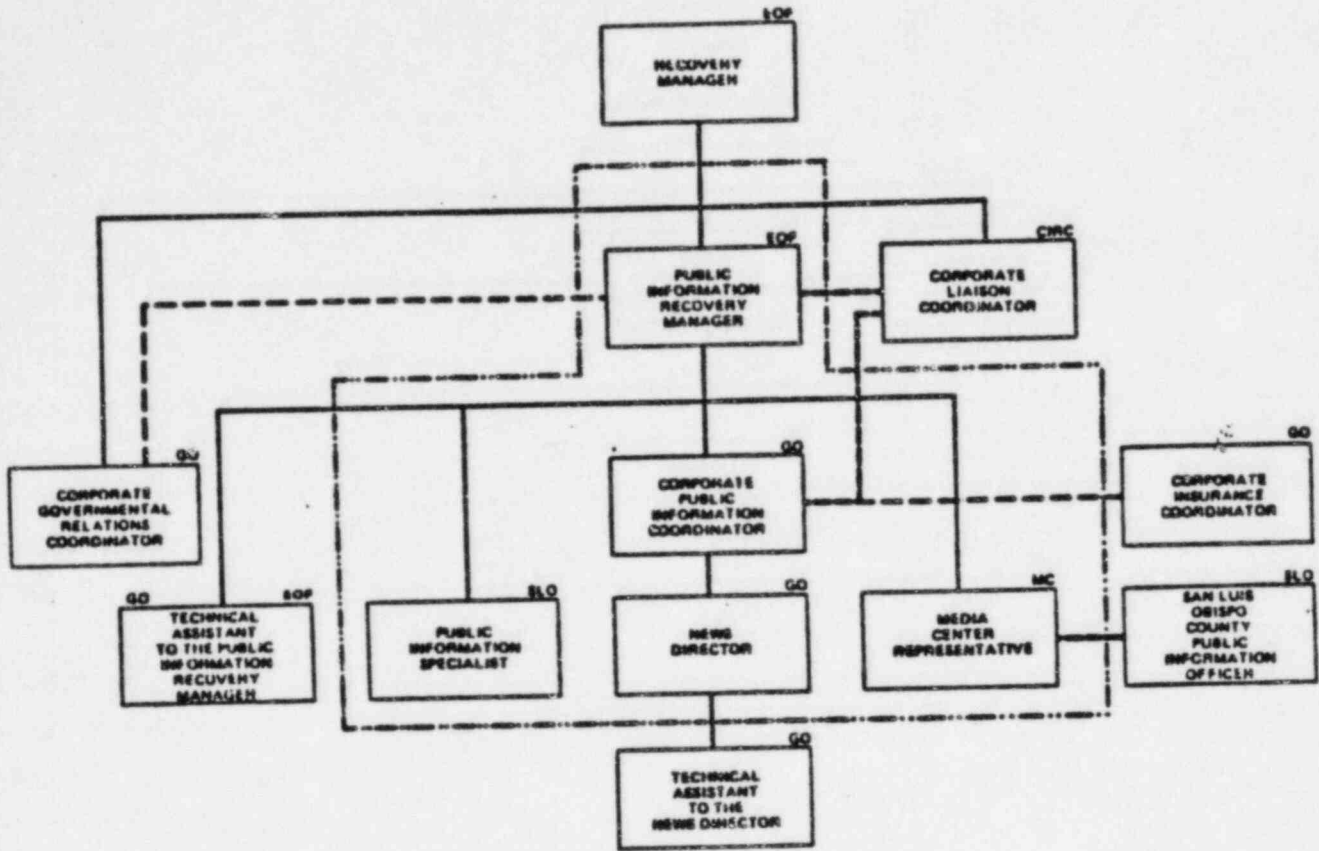 EOF
RECOVERY
MANAGER
EOF
PUBLIC
INFORMATION
RECOVERY
MANAGER
CIRC
CORPORATE
LIAISON
COORDINATOR
GO
CORPORATE
GOVERNMENTAL
RELATIONS
COORDINATOR
GO
CORPORATE
PUBLIC
INFORMATION
COORDINATOR
GO
CORPORATE
INSURANCE
COORDINATOR
GO EOF
TECHNICAL
ASSISTANT
TO THE PUBLIC
INFORMATION
RECOVERY
MANAGER
SLO
PUBLIC
INFORMATION
SPECIALIST
GO
NEWS
DIRECTOR
MC
MEDIA
CENTER
REPRESENTATIVE
SLO
SAN LUIS
OBISPO
COUNTY
PUBLIC
INFORMATION
OFFICER
GO
TECHNICAL
ASSISTANT
TO THE
NEWS DIRECTOR